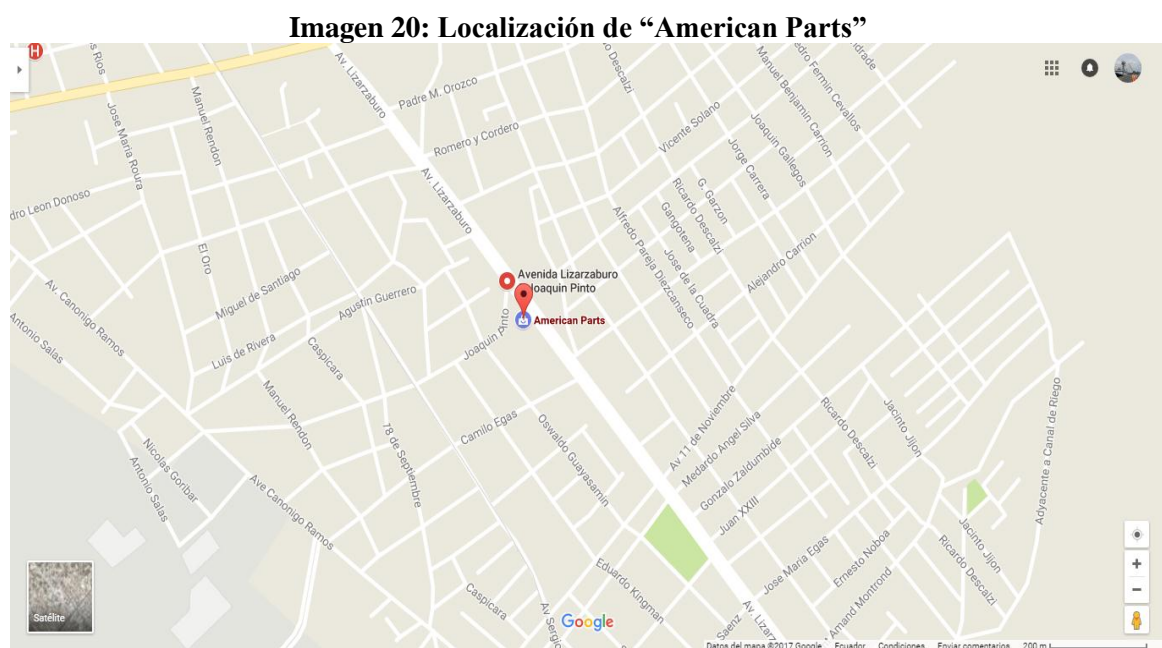 Imagen 20: Localización de “American Parts”
Av. Lizarzaburo
Padre M. Orozco
Romero y Cordero
Av. Lizarzaburo
Jose Maria Roura
Manuel Rendon
Leon Donoso
El Oro
Miguel de Santiago
Agustin Guerrero
Luis de Rivera
Caspicara
Av. Canonigo Ramos
Antonio Salas
Manuel Rendon
Nicolas Goribar
Antonio Salas
Ave Canonigo Ramos
18 de Septiembre
Camilo Egas
Oswaldo Guayasamin
Joaquin Pinto
Avenida Lizarzaburo
Joaquin Pinto
American Parts
Descalzi
Vicente Solano
Manuel Benjamin Carrion
Fermin Cevallos
Joaquin Gallegos
Jorge Carrera
G. Garzon
Ricardo Descalzi
Gangotena
Alfredo Pareja Diezcanseco
Jose de la Cuadra
Alejandro Carrion
Av 11 de Noviembre
Medardo Angel Silva
Gonzalo Zaldumbide
Juan XXIII
Ricardo Descalzi
Jacinto Jijon
Adyacente a Canal de Riego
Jacinto Jijon
Ricardo Descalzi
Jose Maria Egas
Ernesto Noboa
Amand Montrond
Saenz
Av. Lizarz
Eduardo Kingman
Caspicara
Av Sergio
Satélite
Google
Datos del mapa ©2017 Google Ecuador Condiciones Enviar comentarios 200 m